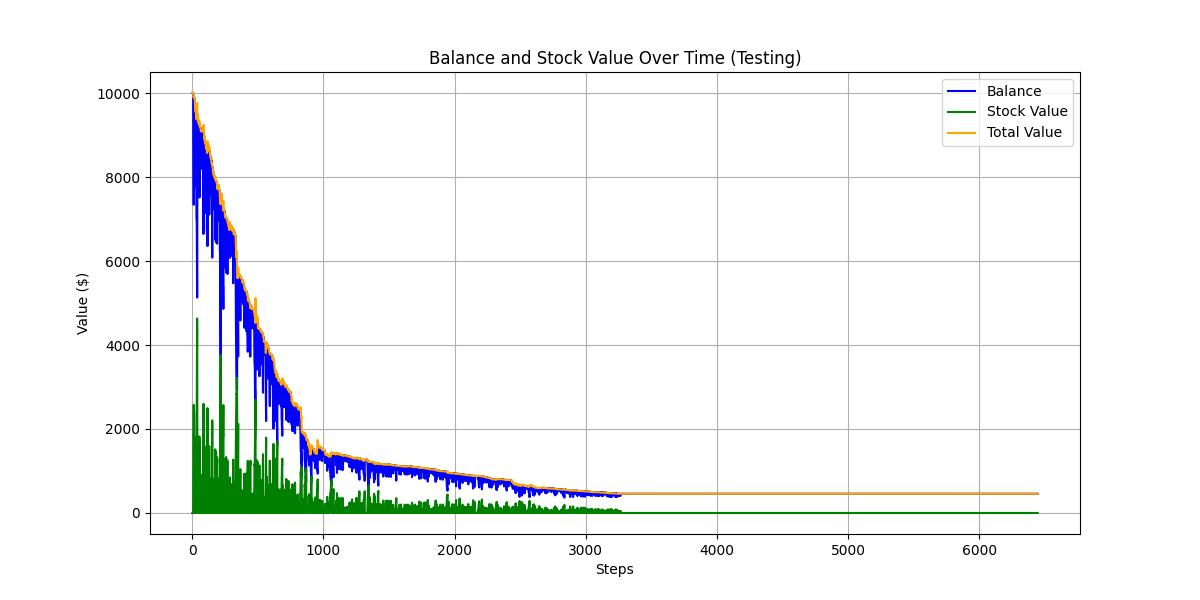 Balance and Stock Value Over Time (Testing)
Balance
Stock Value
Total Value
Value ($)
10000
8000
6000
4000
2000
0
0 1000 2000 3000 4000 5000 6000
Steps